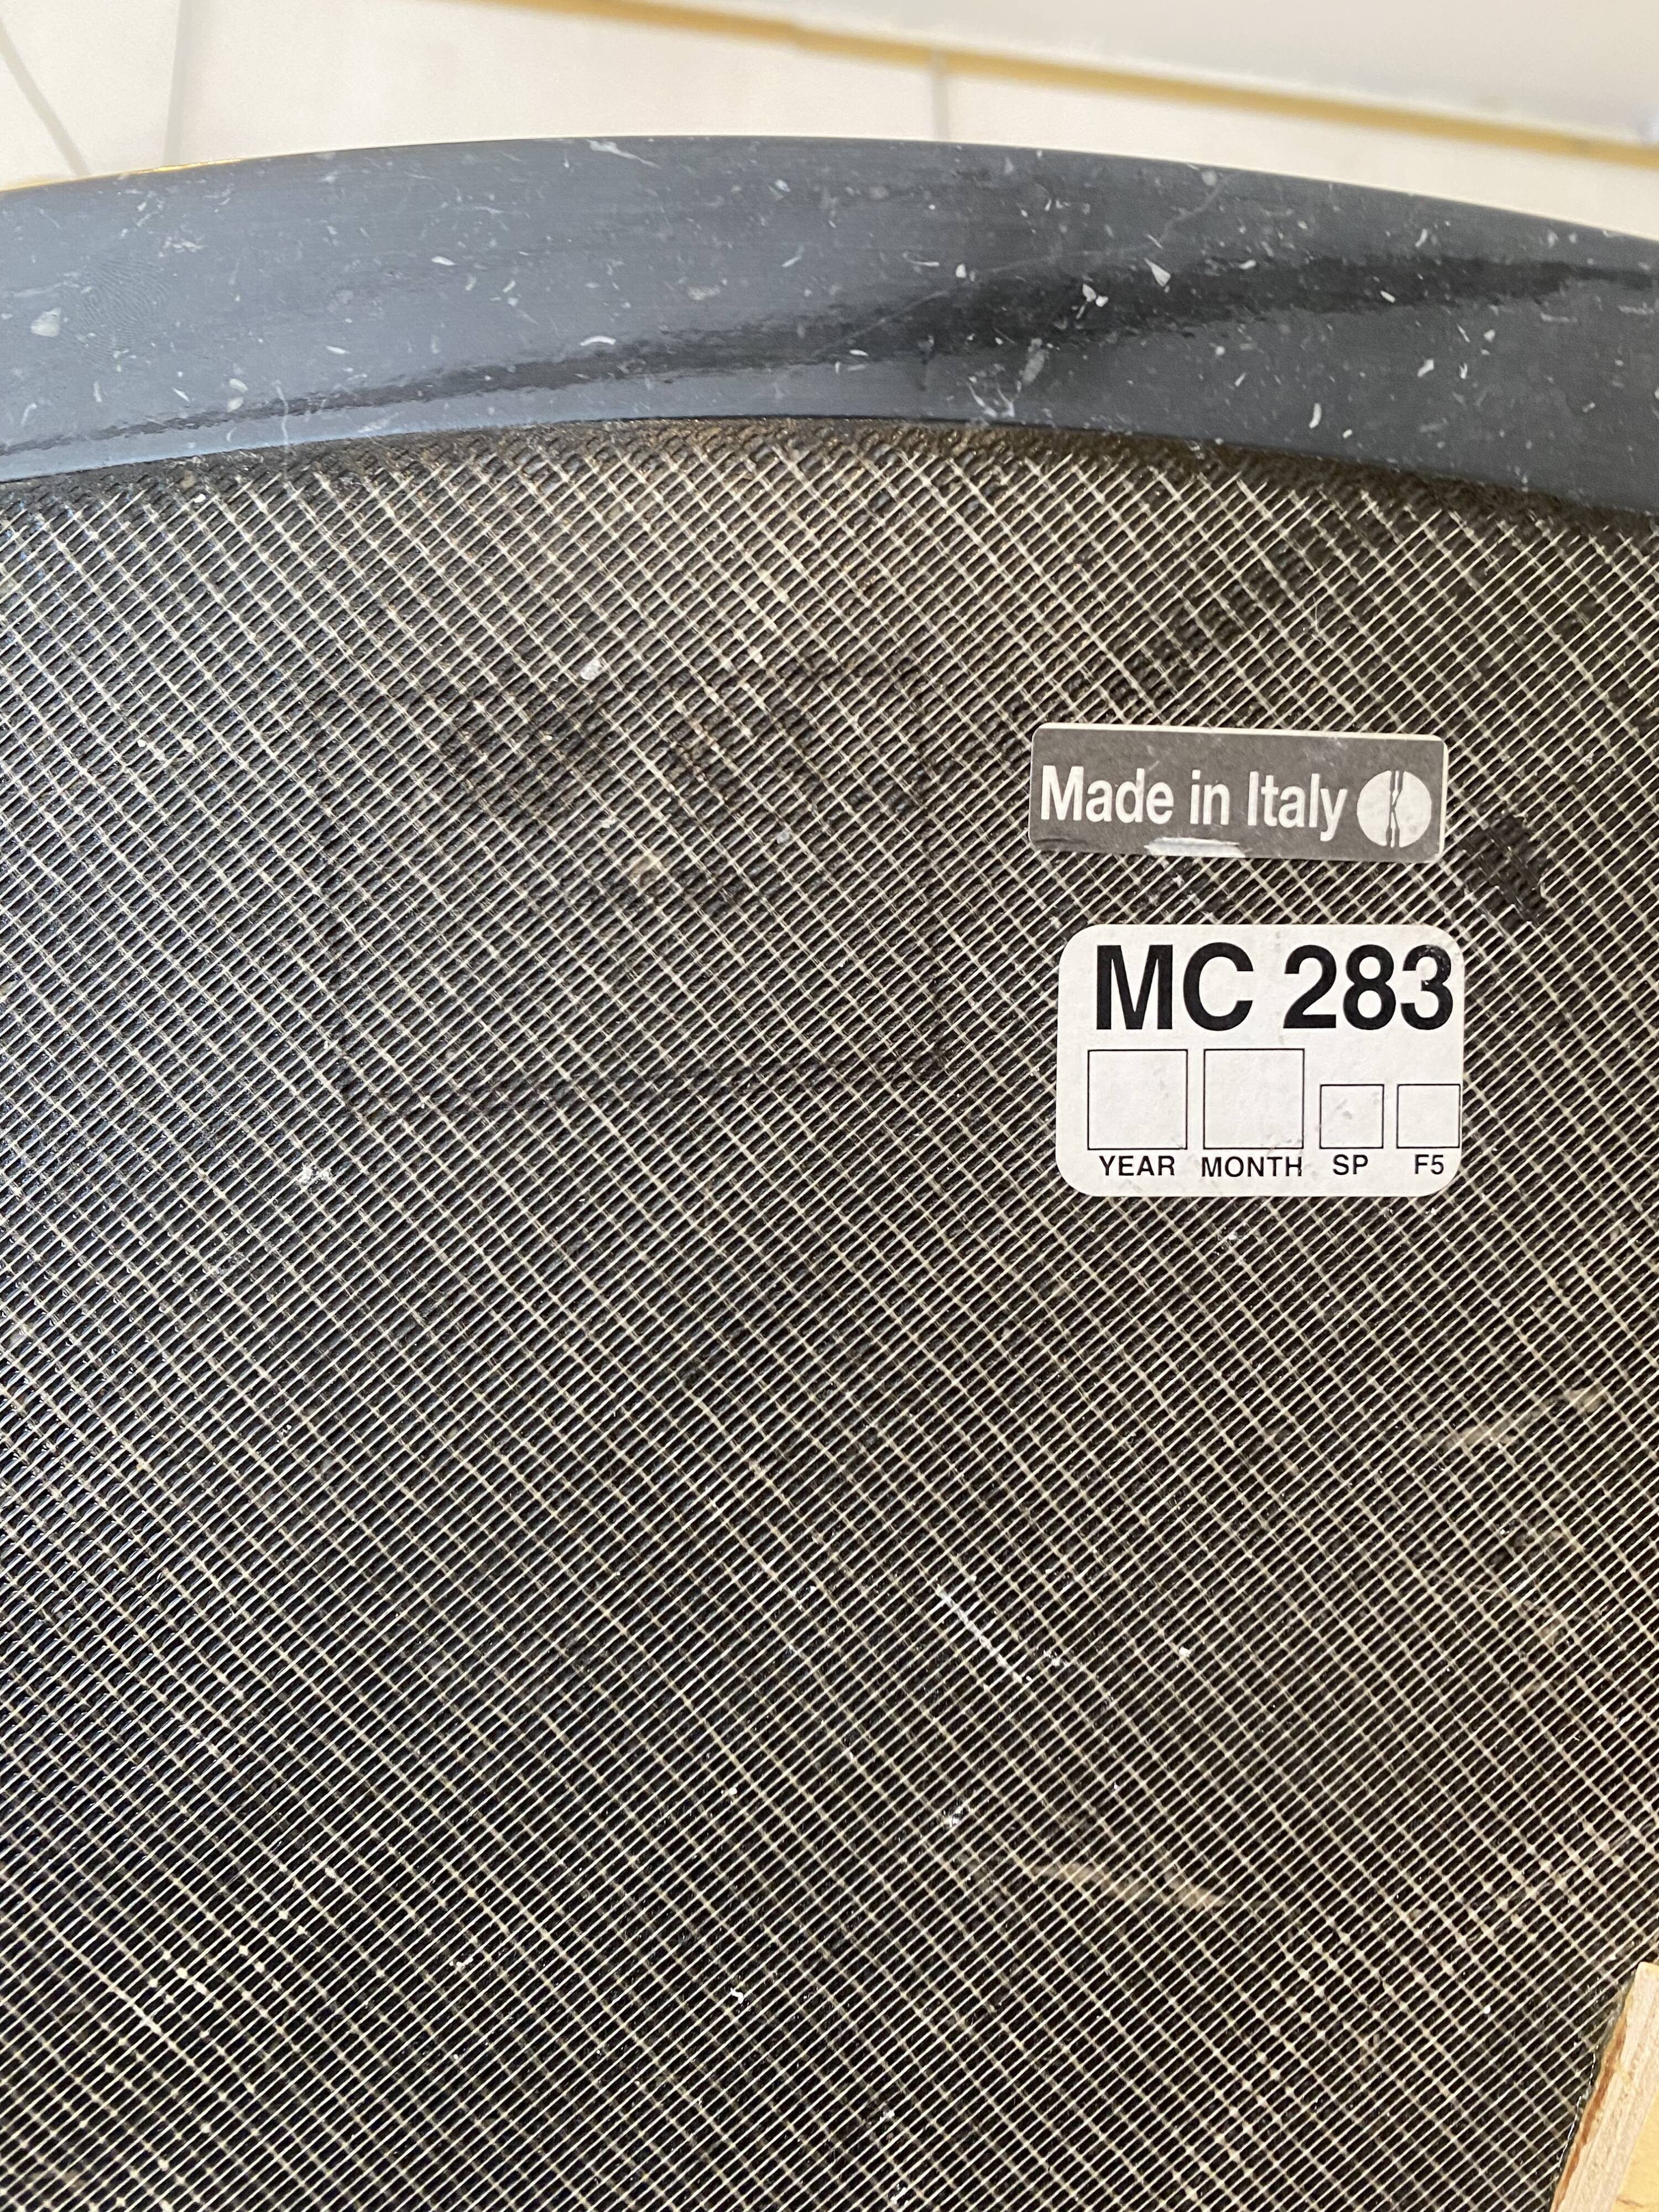 Made in Italy
MC 283
YEAR MONTH SP F5